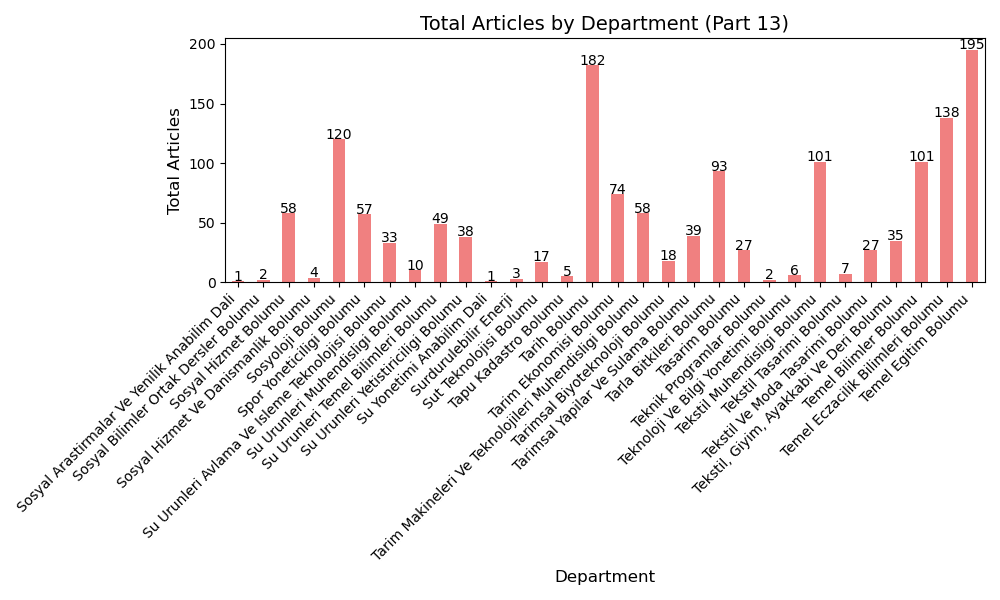 Total Articles by Department (Part 13)
Total Articles
200
150
100
50
0
1
2
58
4
120
57
33
10
49
38
1
3
17
5
182
74
58
18
39
93
27
2
6
101
7
27
35
101
138
195
Sosyal Arastirmalar Ve Yenilik Anabilim Dali
Sosyal Bilimler Ortak Dersler Bolumu
Sosyal Hizmet Bolumu
Sosyal Hizmet Ve Danismanlik Bolumu
Sosyoloji Bolumu
Spor Yoneticiligi Bolumu
Su Urunleri Avlama Ve Isleme Teknolojisi Bolumu
Su Urunleri Muhendisligi Bolumu
Su Urunleri Temel Bilimleri Bolumu
Su Urunleri Yetistiriciligi Bolumu
Su Yonetimi Anabilim Dali
Surdurulebilir Enerji
Sut Teknolojisi Bolumu
Tapu Kadastro Bolumu
Tarih Bolumu
Tarim Ekonomisi Bolumu
Tarim Makineleri Ve Teknolojileri Muhendisligi Bolumu
Tarimsal Biyoteknoloji Bolumu
Tarimsal Yapilar Ve Sulama Bolumu
Tarla Bitkileri Bolumu
Tasarim Bolumu
Teknik Programlar Bolumu
Teknoloji Ve Bilgi Yonetimi Bolumu
Tekstil Muhendisligi Bolumu
Tekstil Tasarimi Bolumu
Tekstil Ve Moda Tasarimi Bolumu
Tekstil, Giyim, Ayakkabi Ve Deri Bolumu
Temel Bilimler Bolumu
Temel Eczacilik Bilimleri Bolumu
Temel Egitim Bolumu
Department